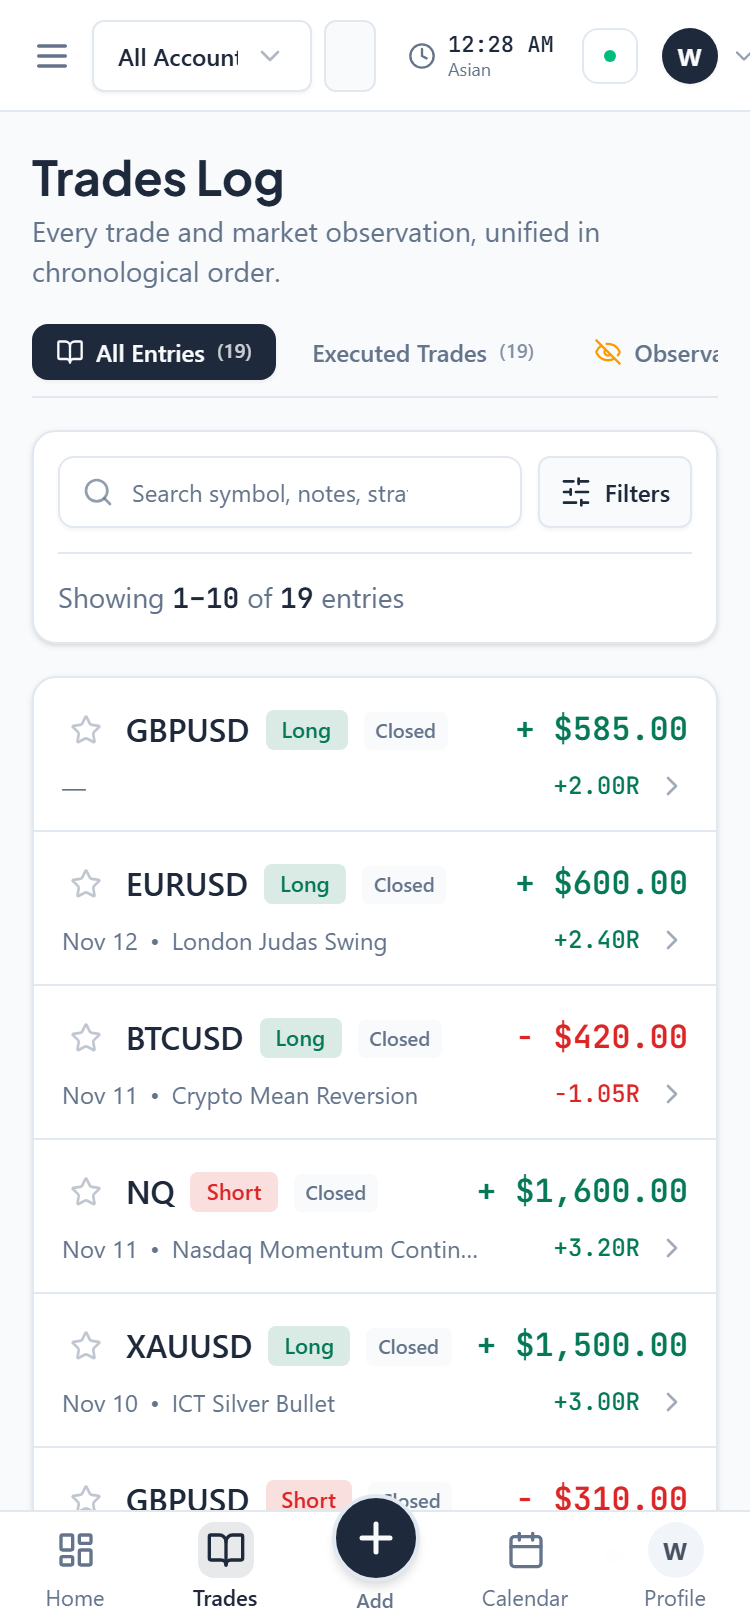 All Account
12:28 AM
Asian
W
Trades Log
Every trade and market observation, unified in
chronological order.
All Entries (19)
Executed Trades (19)
Observa
Search symbol, notes, stra
Filters
Showing 1–10 of 19 entries
GBPUSD Long Closed + $585.00
— +2.00R
EURUSD Long Closed + $600.00
Nov 12 • London Judas Swing +2.40R
BTCUSD Long Closed - $420.00
Nov 11 • Crypto Mean Reversion -1.05R
NQ Short Closed + $1,600.00
Nov 11 • Nasdaq Momentum Contin... +3.20R
XAUUSD Long Closed + $1,500.00
Nov 10 • ICT Silver Bullet +3.00R
GBPUSD Short Closed - $310.00
Home
Trades
Add
Calendar
W
Profile